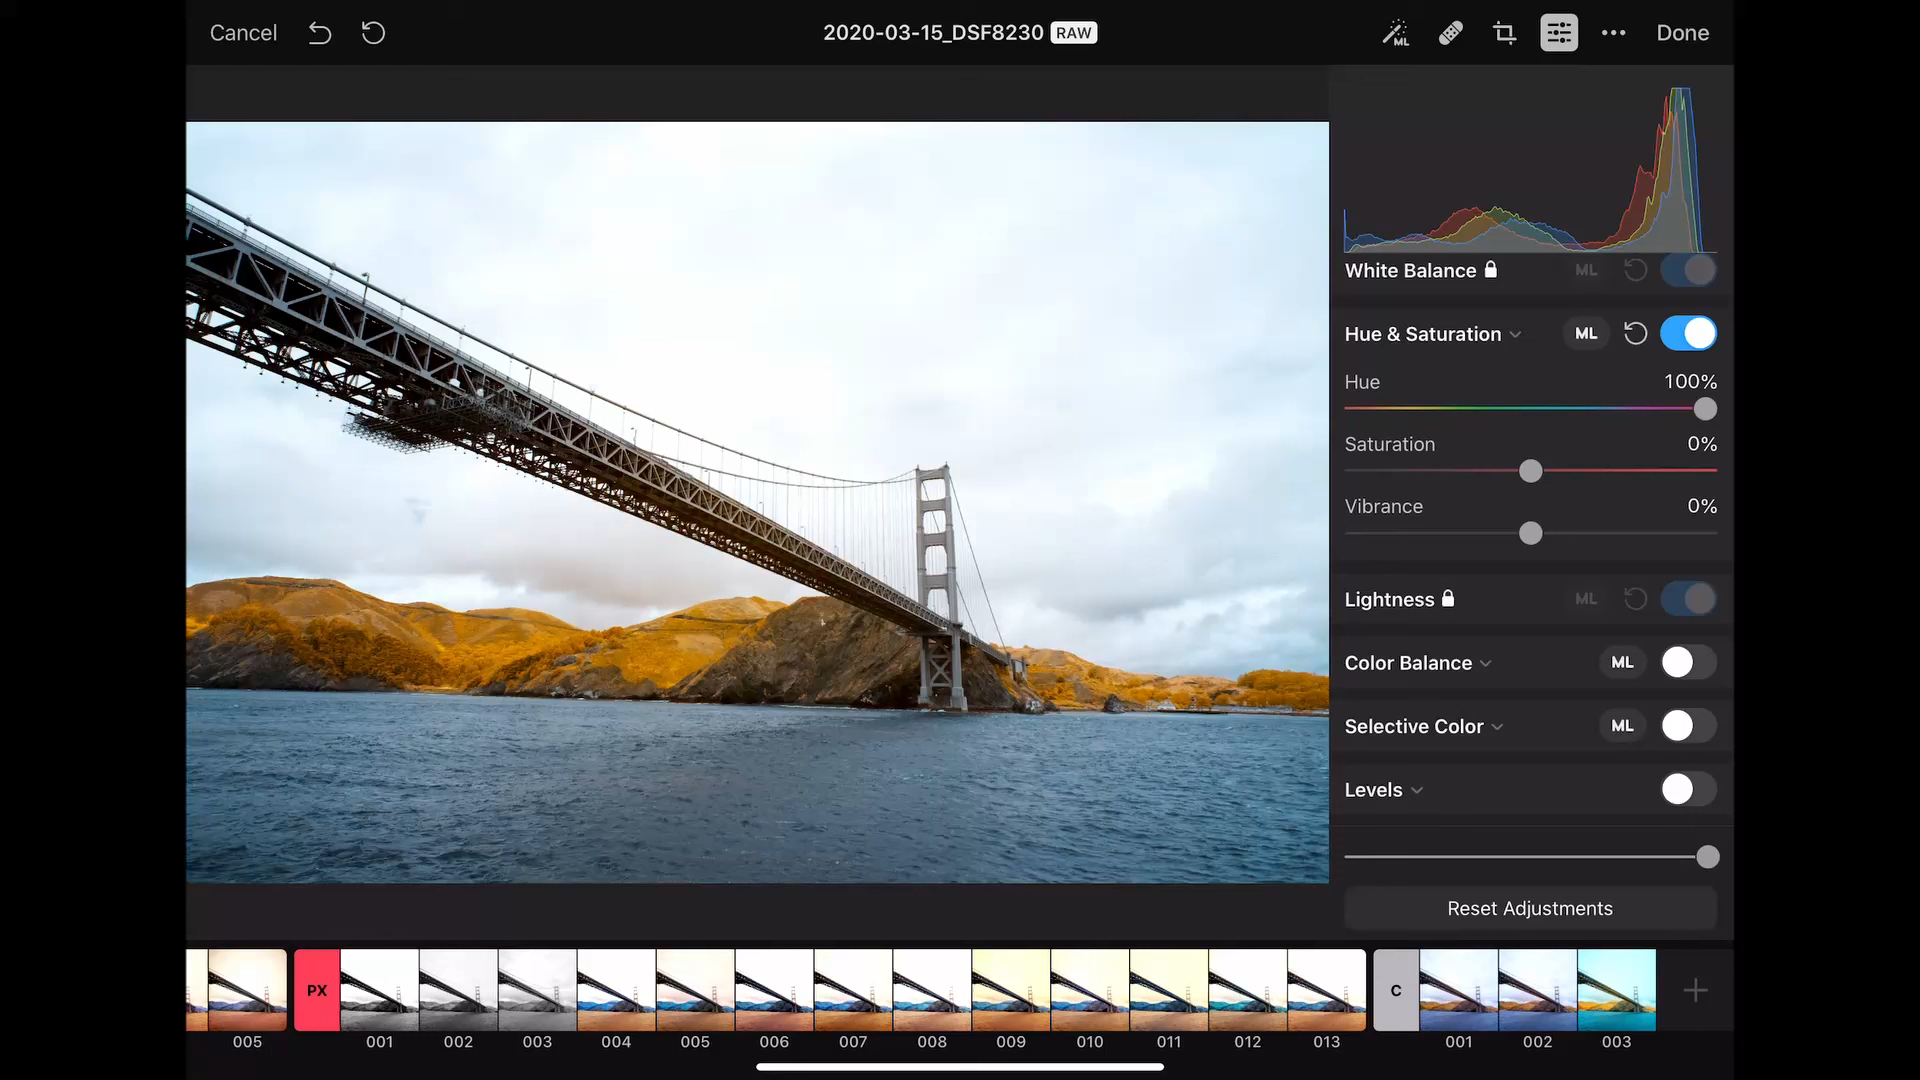 Cancel
2020-03-15_DSF8230 RAW
ML
Done
White Balance ML
Hue & Saturation ML
Hue 100%
Saturation 0%
Vibrance 0%
Lightness ML
Color Balance ML
Selective Color ML
Levels
Reset Adjustments
PX
C
005 001 002 003 004 005 006 007 008 009 010 011 012 013 001 002 003